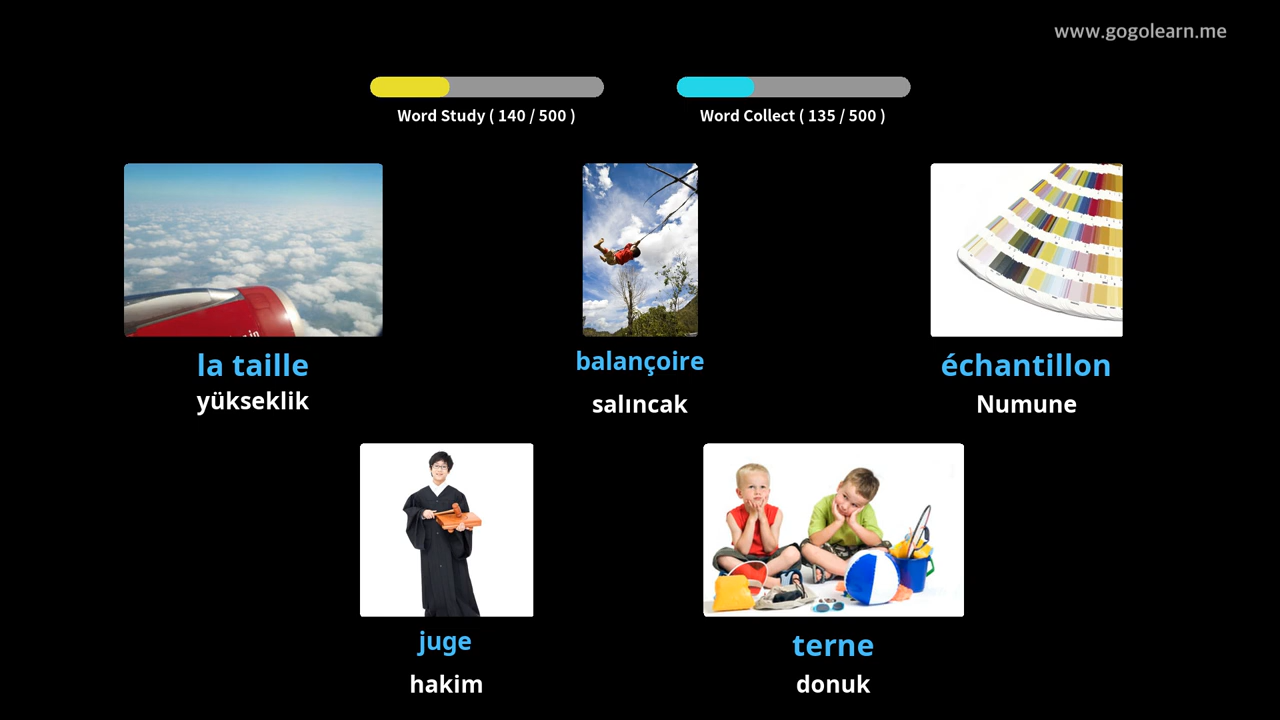 www.gogolearn.me
Word Study ( 140 / 500 )
Word Collect ( 135 / 500 )
la taille
yükseklik
balançoire
salıncak
échantillon
Numune
juge
hakim
terne
donuk